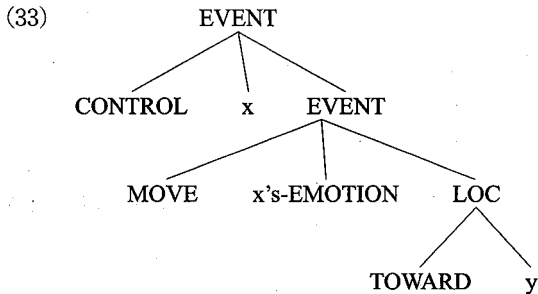 (33) EVENT
CONTROL x EVENT
MOVE x's-EMOTION LOC
TOWARD y